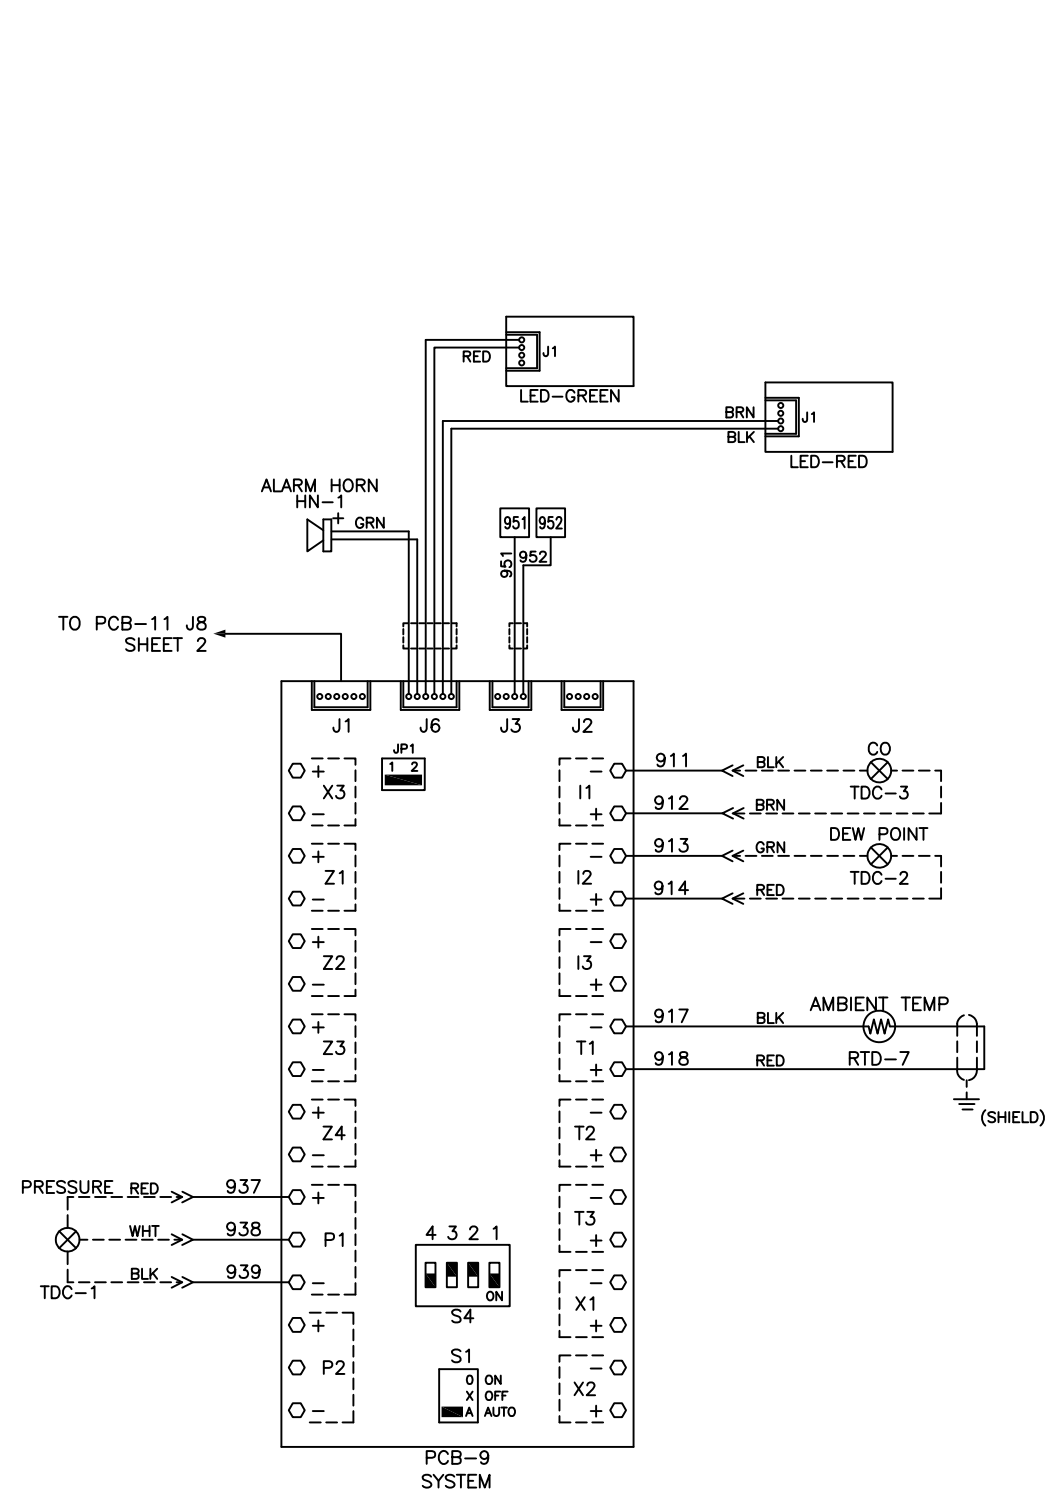 J1
RED
LED-GREEN
BRN
J1
BLK
LED-RED
ALARM HORN
HN-1
+
GRN
951
952
951
952
TO PCB-11 J8
SHEET 2
J1
J6
J3
J2
JP1
1 2
+
X3
-
+
Z1
-
+
Z2
-
+
Z3
-
+
Z4
-
+
P1
-
+
P2
-
-
I1
+
-
I2
+
-
I3
+
-
T1
+
-
T2
+
-
T3
+
-
X1
+
-
X2
+
911
BLK
CO
TDC-3
912
BRN
DEW POINT
913
GRN
TDC-2
914
RED
AMBIENT TEMP
917
BLK
918
RED
RTD-7
(SHIELD)
PRESSURE
RED
937
WHT
938
BLK
939
TDC-1
4 3 2 1
ON
S4
S1
O ON
X OFF
A AUTO
PCB-9
SYSTEM